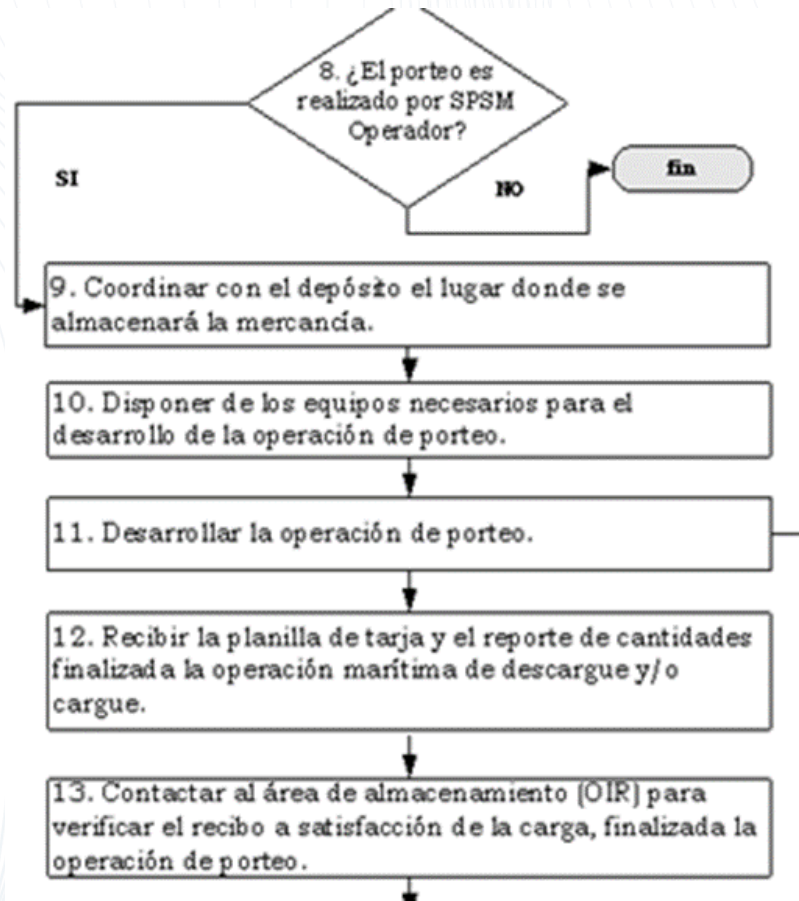 8. ¿El porteo es
realizado por SPSM
Operador?
SI
NO
fin
9. Coordinar con el depósito el lugar donde se
almacenará la mercancía.
10. Disponer de los equipos necesarios para el
desarrollo de la operación de porteo.
11. Desarrollar la operación de porteo.
12. Recibir la planilla de tarja y el reporte de cantidades
finalizada la operación marítima de descargue y/o
cargue.
13. Contactar al área de almacenamiento (OIR) para
verificar el recibo a satisfacción de la carga, finalizada la
operación de porteo.